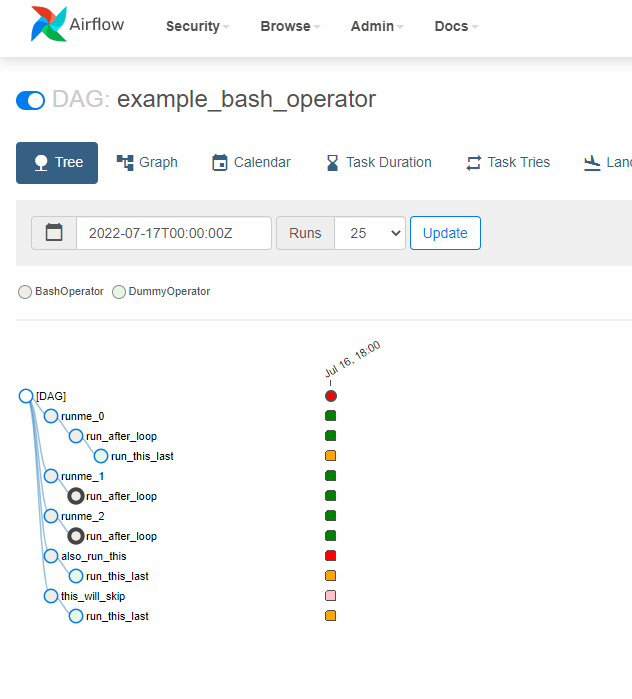 Airflow Security Browse Admin Docs
DAG: example_bash_operator
Tree Graph Calendar Task Duration Task Tries Land
2022-07-17T00:00:00Z Runs 25 Update
BashOperator DummyOperator
Jul 16, 18:00
[DAG]
runme_0
run_after_loop
run_this_last
runme_1
run_after_loop
runme_2
run_after_loop
also_run_this
run_this_last
this_will_skip
run_this_last